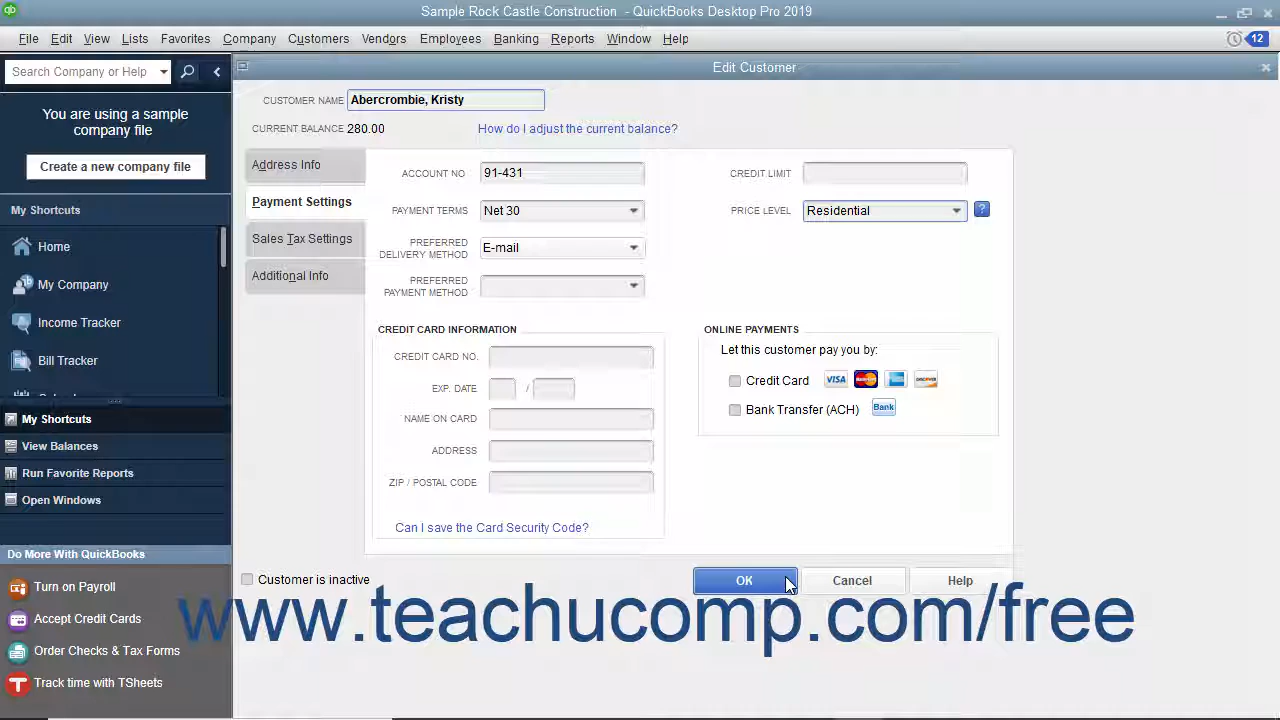 Sample Rock Castle Construction - QuickBooks Desktop Pro 2019
File Edit View Lists Favorites Company Customers Vendors Employees Banking Reports Window Help
12
Search Company or Help
Edit Customer
You are using a sample
company file
Create a new company file
My Shortcuts
Home
My Company
Income Tracker
Bill Tracker
My Shortcuts
View Balances
Run Favorite Reports
Open Windows
Do More With QuickBooks
Turn on Payroll
Accept Credit Cards
Order Checks & Tax Forms
Track time with TSheets
CUSTOMER NAME Abercrombie, Kristy
CURRENT BALANCE 280.00 How do I adjust the current balance?
Address Info
Payment Settings
Sales Tax Settings
Additional Info
ACCOUNT NO 91-431
CREDIT LIMIT
PAYMENT TERMS Net 30
PRICE LEVEL Residential ?
PREFERRED
DELIVERY METHOD E-mail
PREFERRED
PAYMENT METHOD
CREDIT CARD INFORMATION
CREDIT CARD NO.
EXP. DATE /
NAME ON CARD
ADDRESS
ZIP / POSTAL CODE
Can I save the Card Security Code?
ONLINE PAYMENTS
Let this customer pay you by:
Credit Card VISA MasterCard DISCOVER
Bank Transfer (ACH) Bank
Customer is inactive
OK Cancel Help
www.teachucomp.com/free